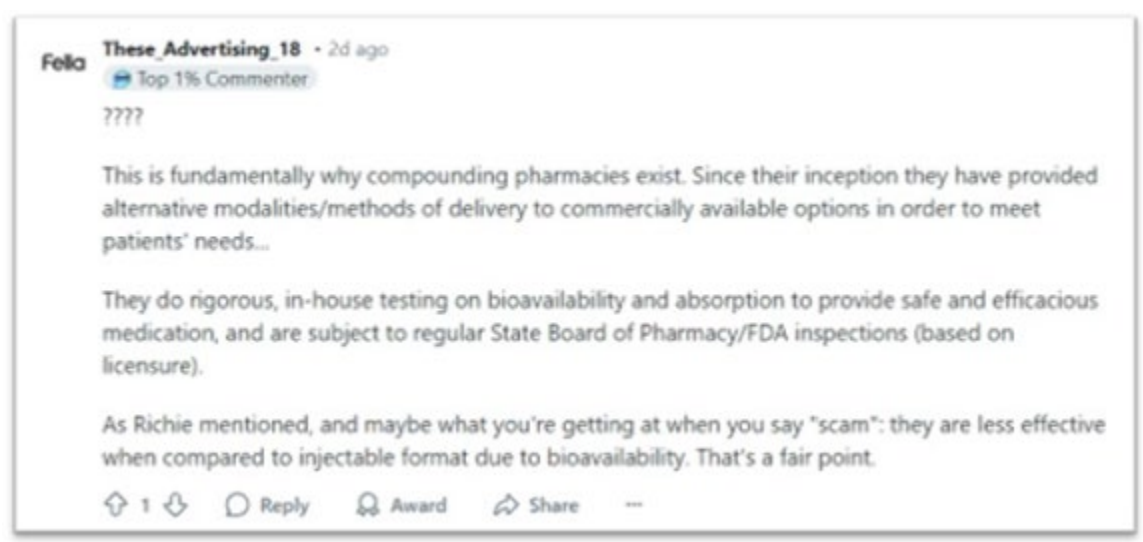 Fella
These_Advertising_18 • 2d ago
Top 1% Commenter
????
This is fundamentally why compounding pharmacies exist. Since their inception they have provided
alternative modalities/methods of delivery to commercially available options in order to meet
patients' needs...
They do rigorous, in-house testing on bioavailability and absorption to provide safe and efficacious
medication, and are subject to regular State Board of Pharmacy/FDA inspections (based on
licensure).
As Richie mentioned, and maybe what you're getting at when you say "scam": they are less effective
when compared to injectable format due to bioavailability. That's a fair point.
1 Reply Award Share ...